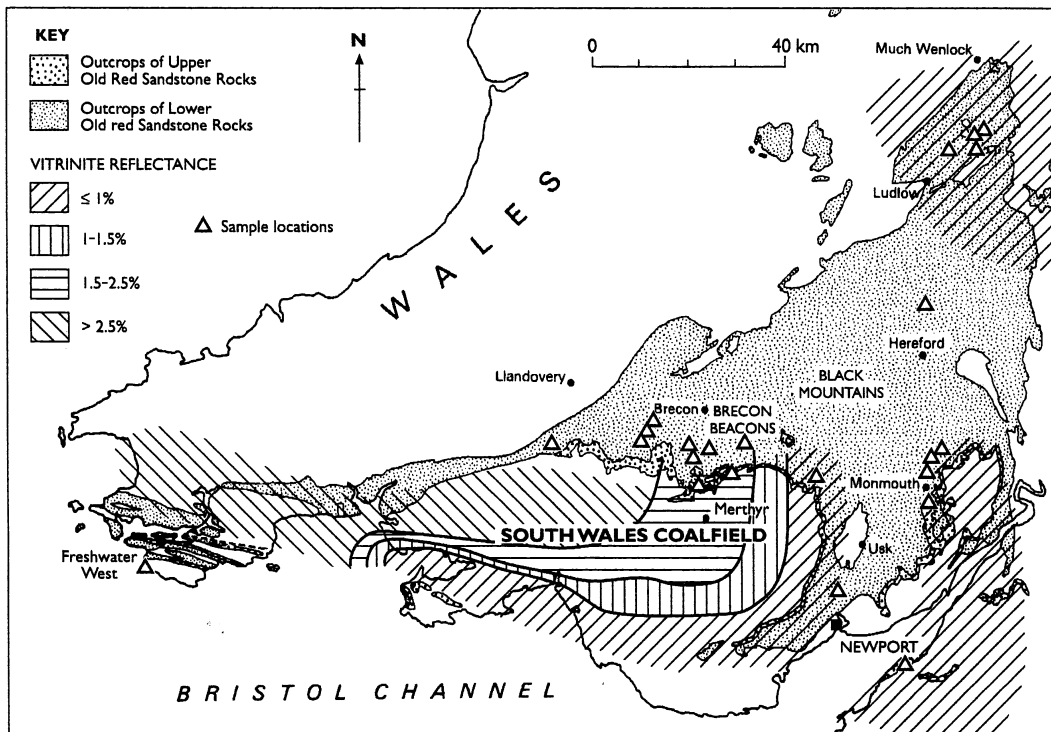 KEY
Outcrops of Upper
Old Red Sandstone Rocks
Outcrops of Lower
Old red Sandstone Rocks
VITRINITE REFLECTANCE
≤ 1%
1-1.5%
1.5-2.5%
> 2.5%
Sample locations
N
0 40 km
Much Wenlock
Ludlow
WALES
Hereford
Llandovery
BLACK
MOUNTAINS
Brecon
BRECON
BEACONS
Monmouth
Merthyr
SOUTH WALES COALFIELD
Usk
Freshwater
West
NEWPORT
BRISTOL CHANNEL